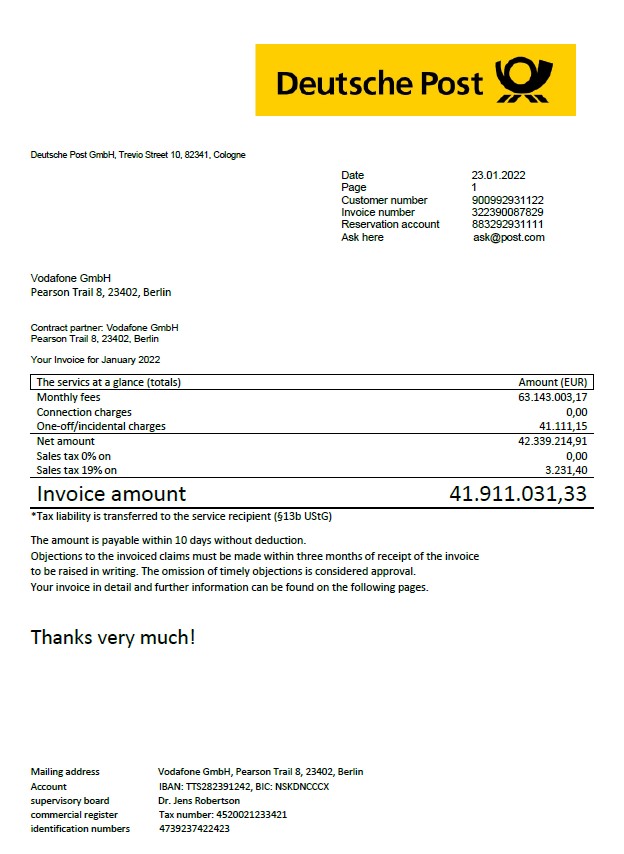 Deutsche Post
Deutsche Post GmbH, Trevio Street 10, 82341, Cologne
Date 23.01.2022
Page 1
Customer number 900992931122
Invoice number 322390087829
Reservation account 883292931111
Ask here ask@post.com
Vodafone GmbH
Pearson Trail 8, 23402, Berlin
Contract partner: Vodafone GmbH
Pearson Trail 8, 23402, Berlin
Your Invoice for January 2022
The servics at a glance (totals) Amount (EUR)
Monthly fees 63.143.003,17
Connection charges 0,00
One-off/incidental charges 41.111,15
Net amount 42.339.214,91
Sales tax 0% on 0,00
Sales tax 19% on 3.231,40
Invoice amount 41.911.031,33
*Tax liability is transferred to the service recipient (§13b UStG)
The amount is payable within 10 days without deduction.
Objections to the invoiced claims must be made within three months of receipt of the invoice
to be raised in writing. The omission of timely objections is considered approval.
Your invoice in detail and further information can be found on the following pages.
Thanks very much!
Mailing address Vodafone GmbH, Pearson Trail 8, 23402, Berlin
Account IBAN: TTS282391242, BIC: NSKDNCCCX
supervisory board Dr. Jens Robertson
commercial register Tax number: 4520021233421
identification numbers 4739237422423